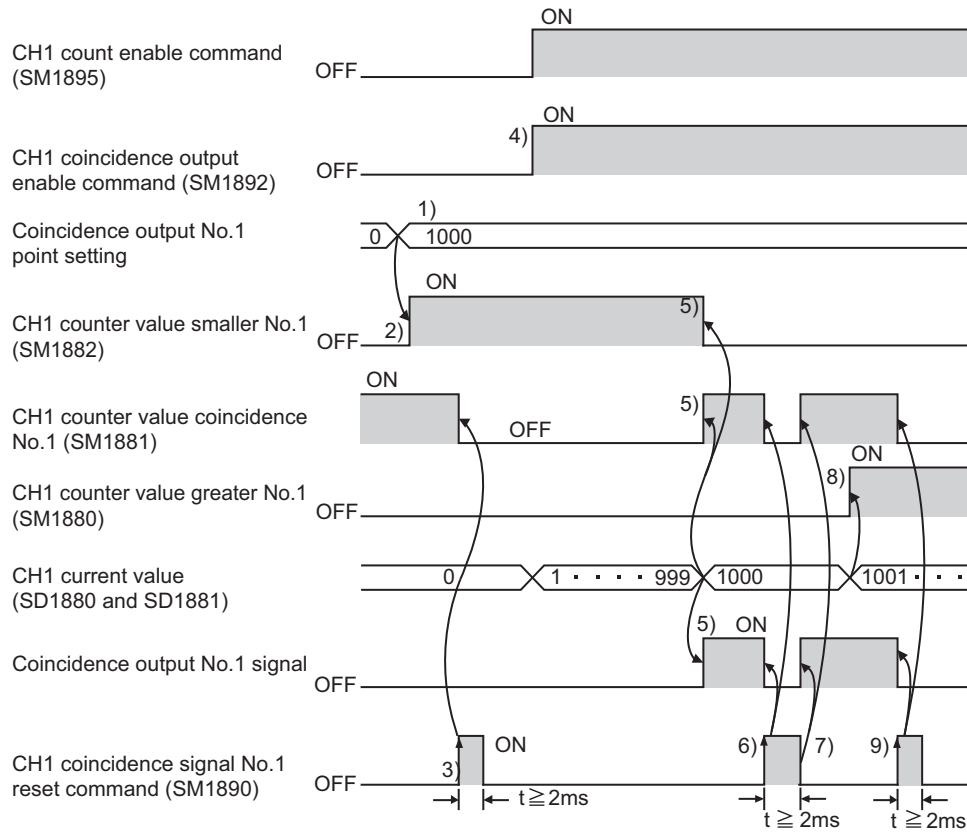 ON
CH1 count enable command
(SM1895)
OFF
ON
4)
CH1 coincidence output
enable command (SM1892)
OFF
1)
Coincidence output No.1
point setting
0
1000
ON
CH1 counter value smaller No.1
(SM1882)
OFF
2)
5)
ON
CH1 counter value coincidence
No.1 (SM1881)
OFF
5)
ON
CH1 counter value greater No.1
(SM1880)
OFF
8)
CH1 current value
(SD1880 and SD1881)
0
1 · · · · 999
1000
1001 · · · ·
5)
ON
Coincidence output No.1 signal
OFF
CH1 coincidence signal No.1
reset command (SM1890)
OFF
3)
ON
6)
7)
9)
t ≧ 2ms
t ≧ 2ms
t ≧ 2ms